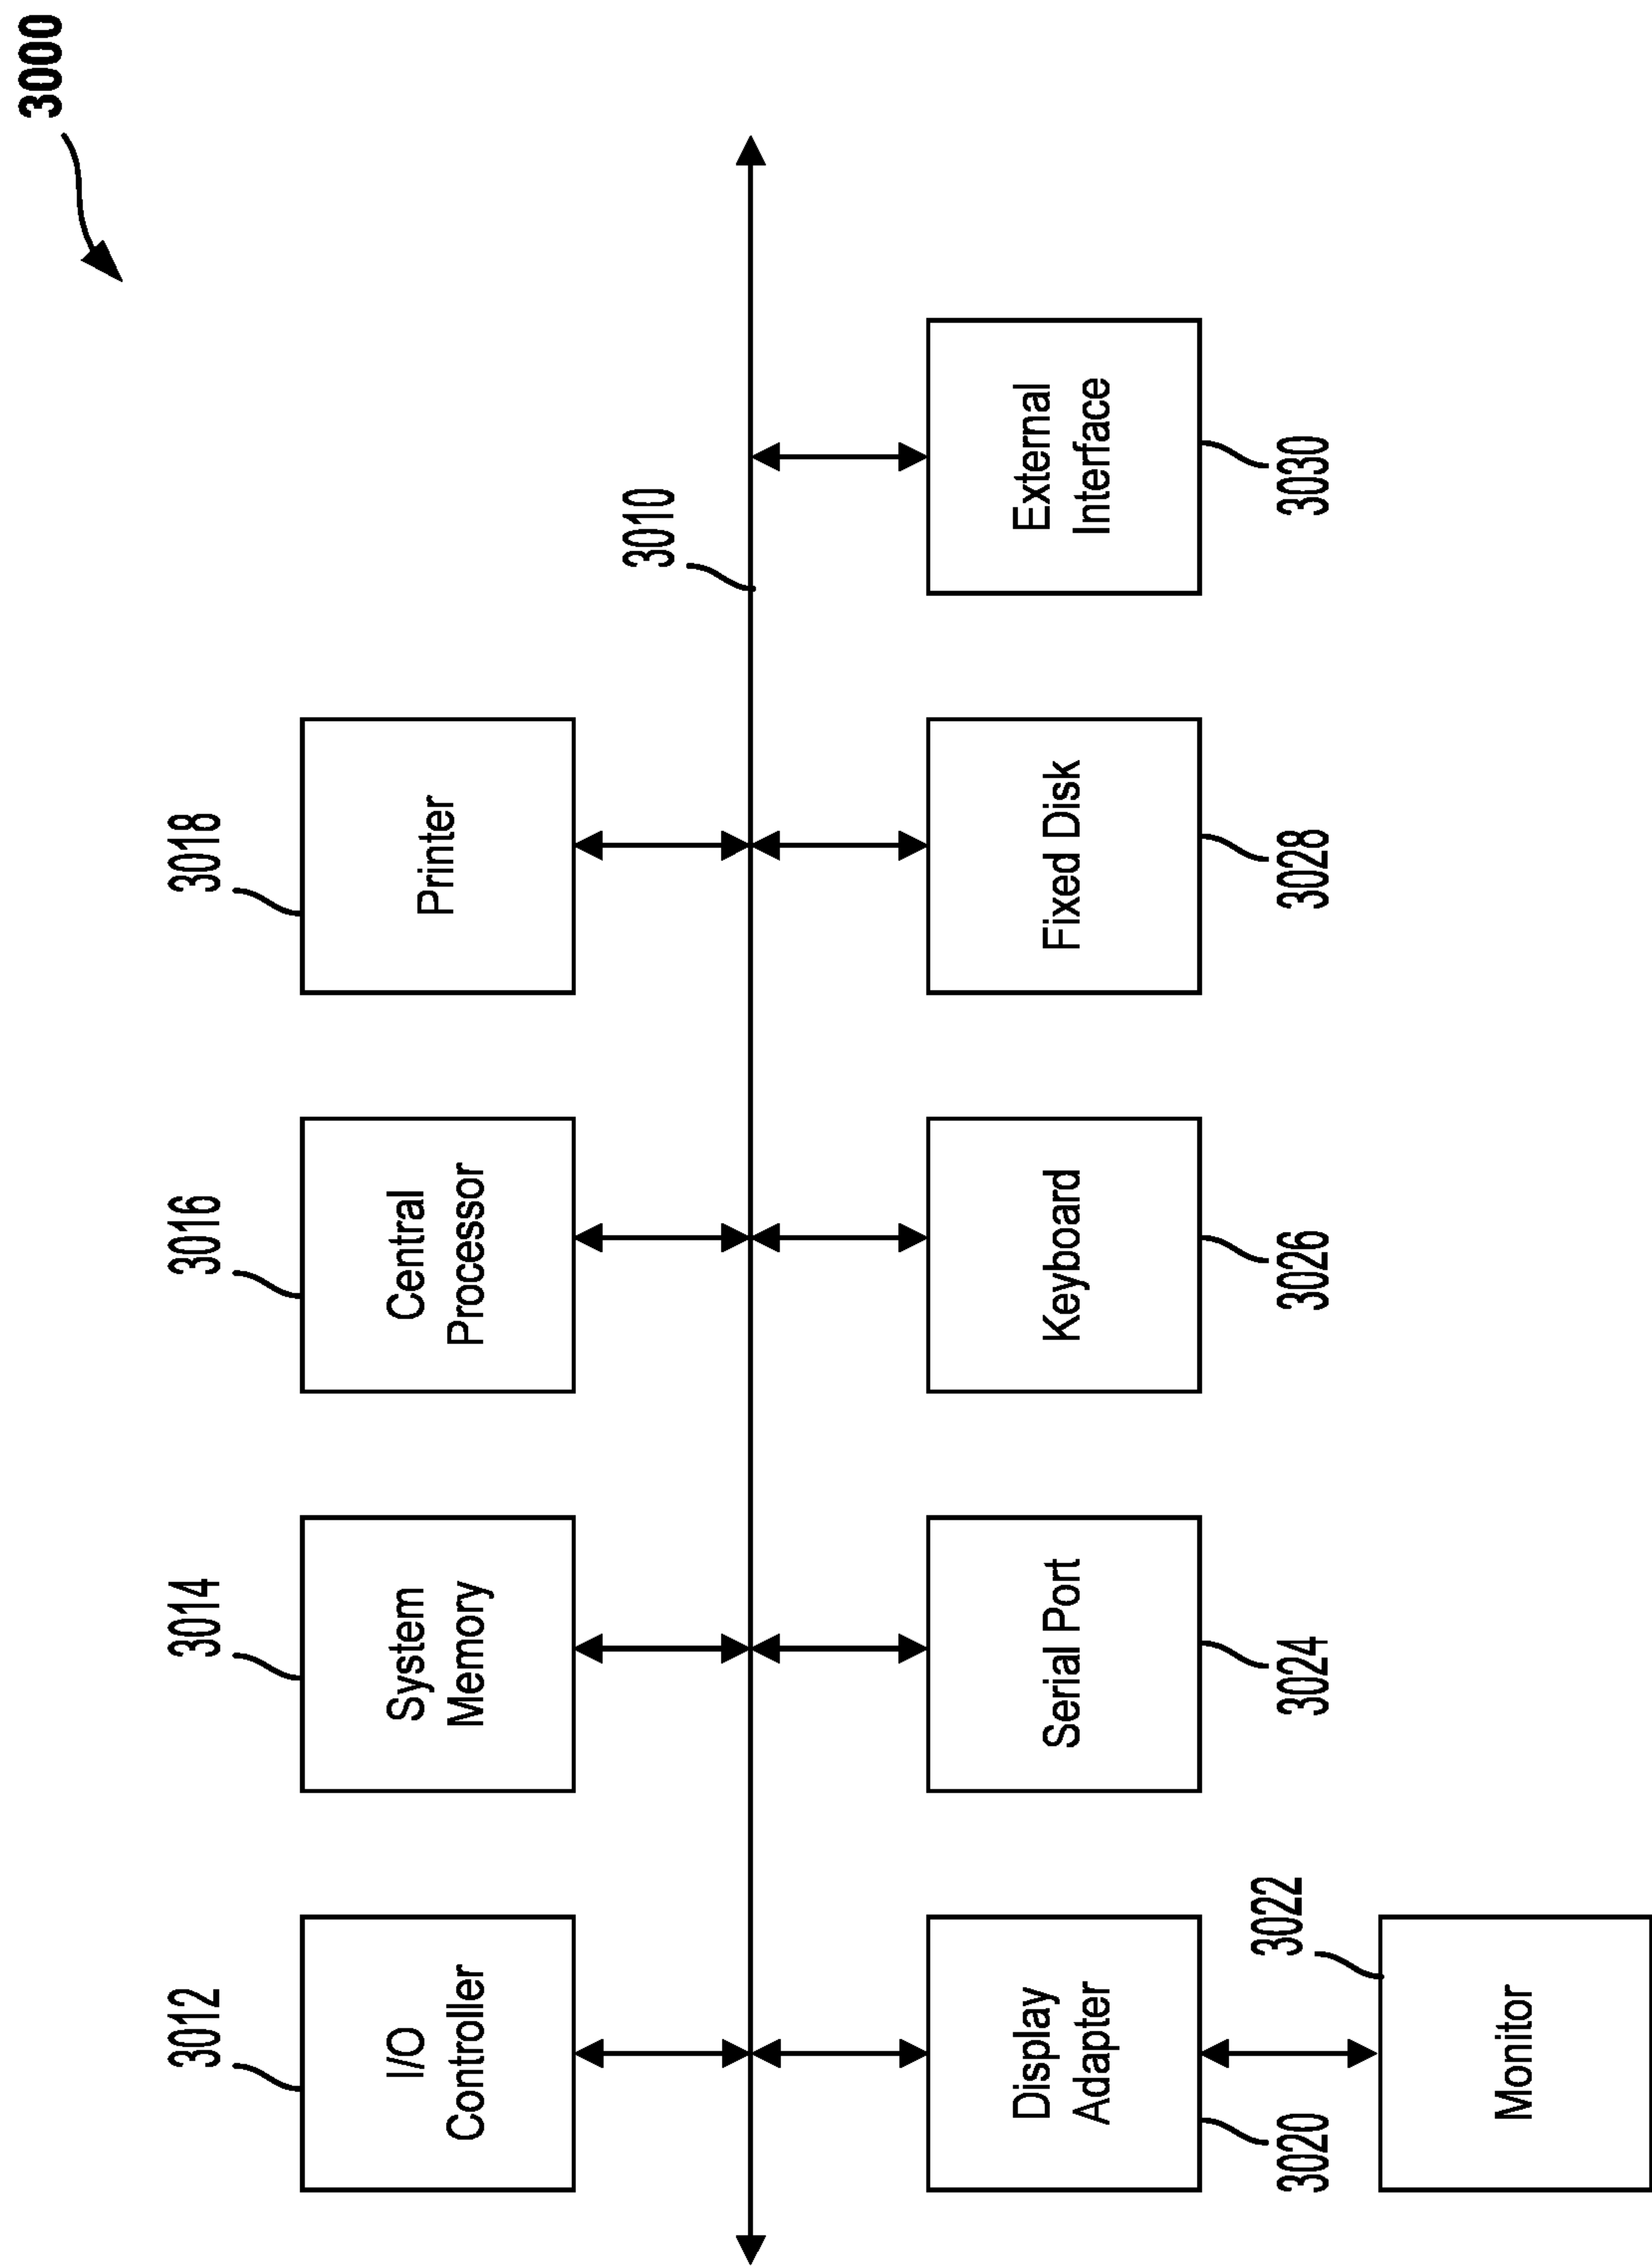 3000
3012
3014
3016
3018
I/O
Controller
System
Memory
Central
Processor
Printer
3010
Display
Adapter
Serial Port
Keyboard
Fixed Disk
External
Interface
3020
3022
3024
3026
3028
3030
Monitor